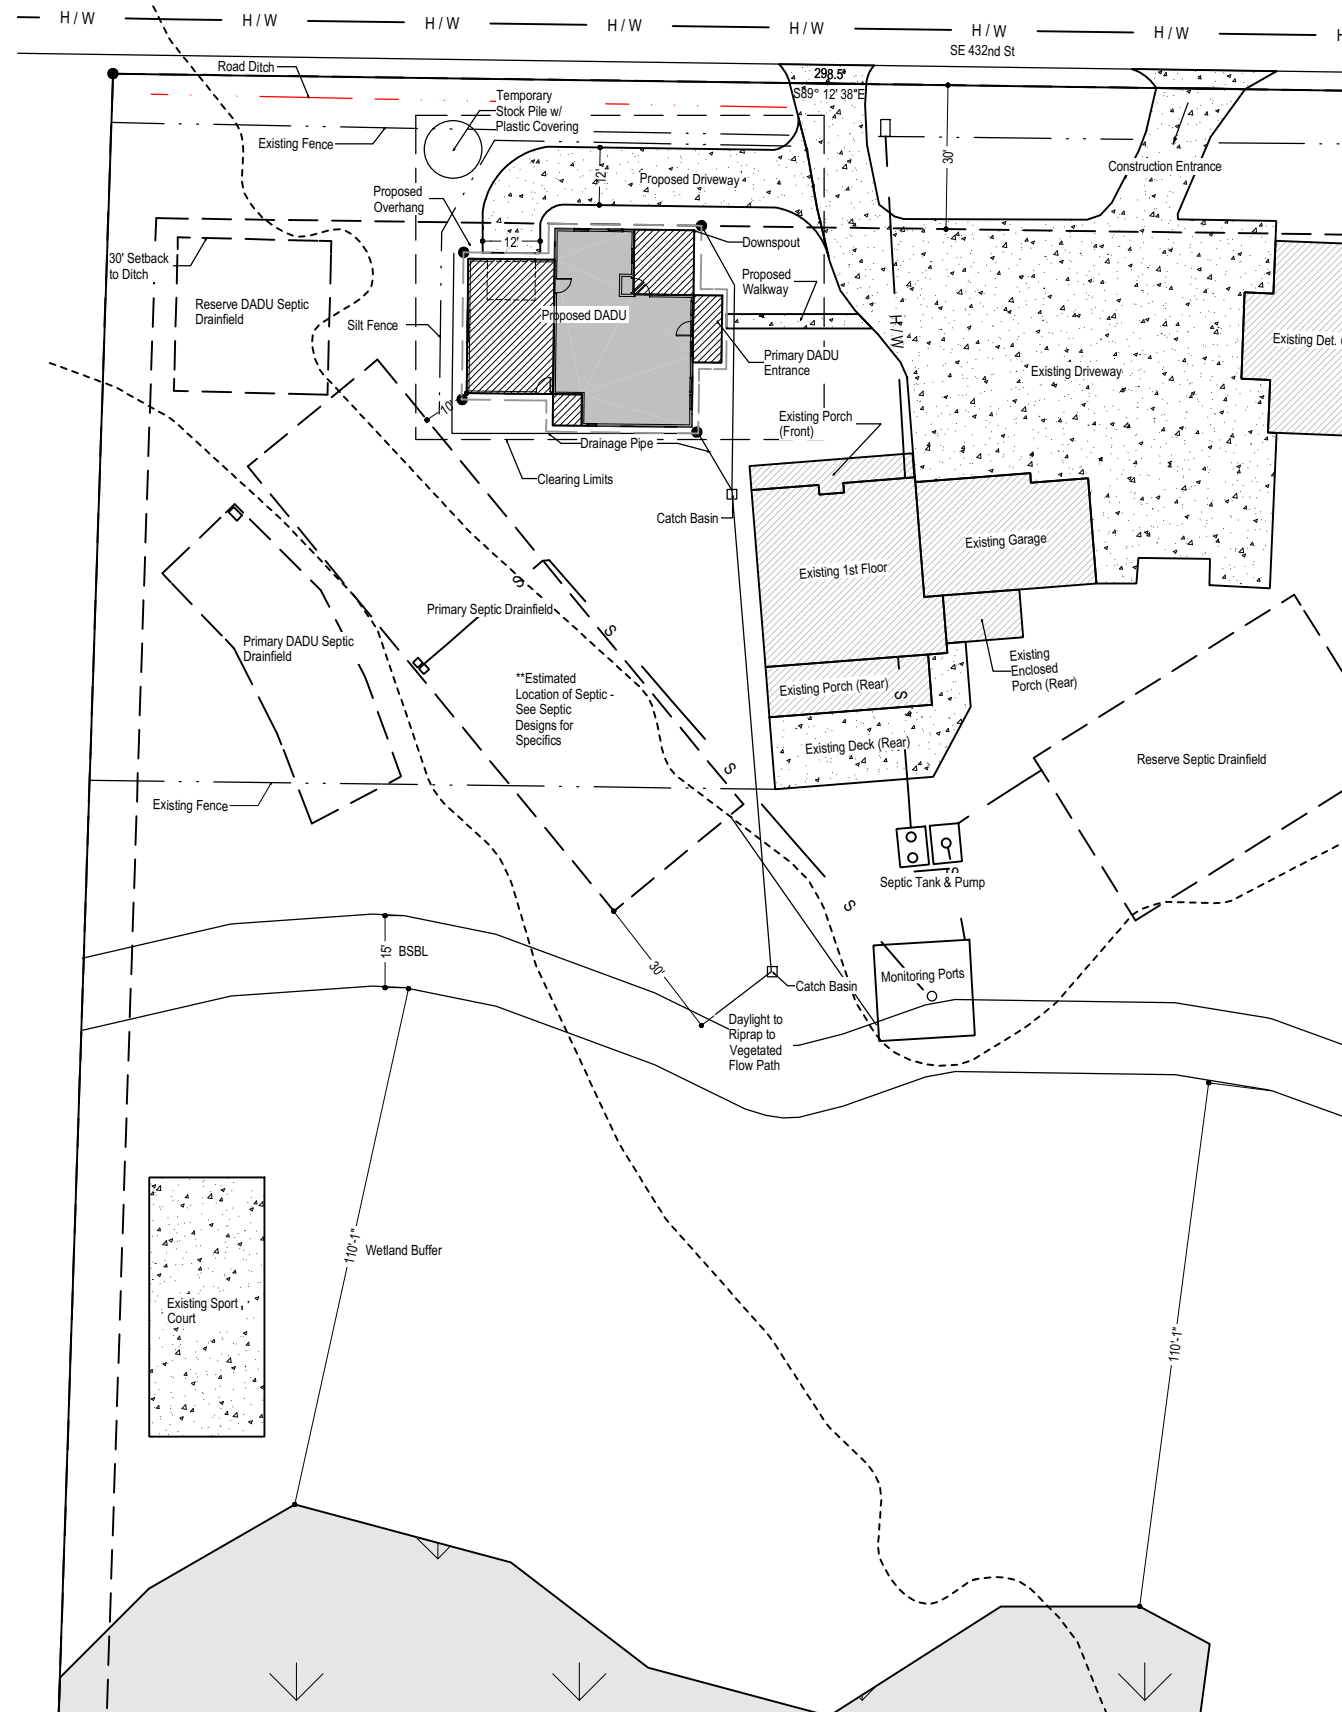 H / W
H / W
H / W
H / W
H / W
H / W
H / W
SE 432nd St
Road Ditch
298.5'
S89° 12' 38"E
Temporary
Stock Pile w/
Plastic Covering
Existing Fence
30'
Construction Entrance
12'
Proposed Driveway
Proposed
Overhang
12'
Downspout
30' Setback
to Ditch
Proposed
Walkway
Reserve DADU Septic
Drainfield
Silt Fence
Proposed DADU
H / W
Existing Det.
Primary DADU
Entrance
Existing Driveway
10'
Existing Porch
(Front)
Drainage Pipe
Clearing Limits
Catch Basin
Existing Garage
Existing 1st Floor
S
Primary Septic Drainfield
S
Primary DADU Septic
Drainfield
Existing
Enclosed
Porch (Rear)
**Estimated
Location of Septic -
See Septic
Designs for
Specifics
Existing Porch (Rear)
S
Existing Deck (Rear)
Reserve Septic Drainfield
S
Existing Fence
S
Septic Tank & Pump
S
15'
BSBL
30'
Monitoring Ports
Catch Basin
Daylight to
Riprap to
Vegetated
Flow Path
110'-1"
Wetland Buffer
Existing Sport
Court
110'-1"